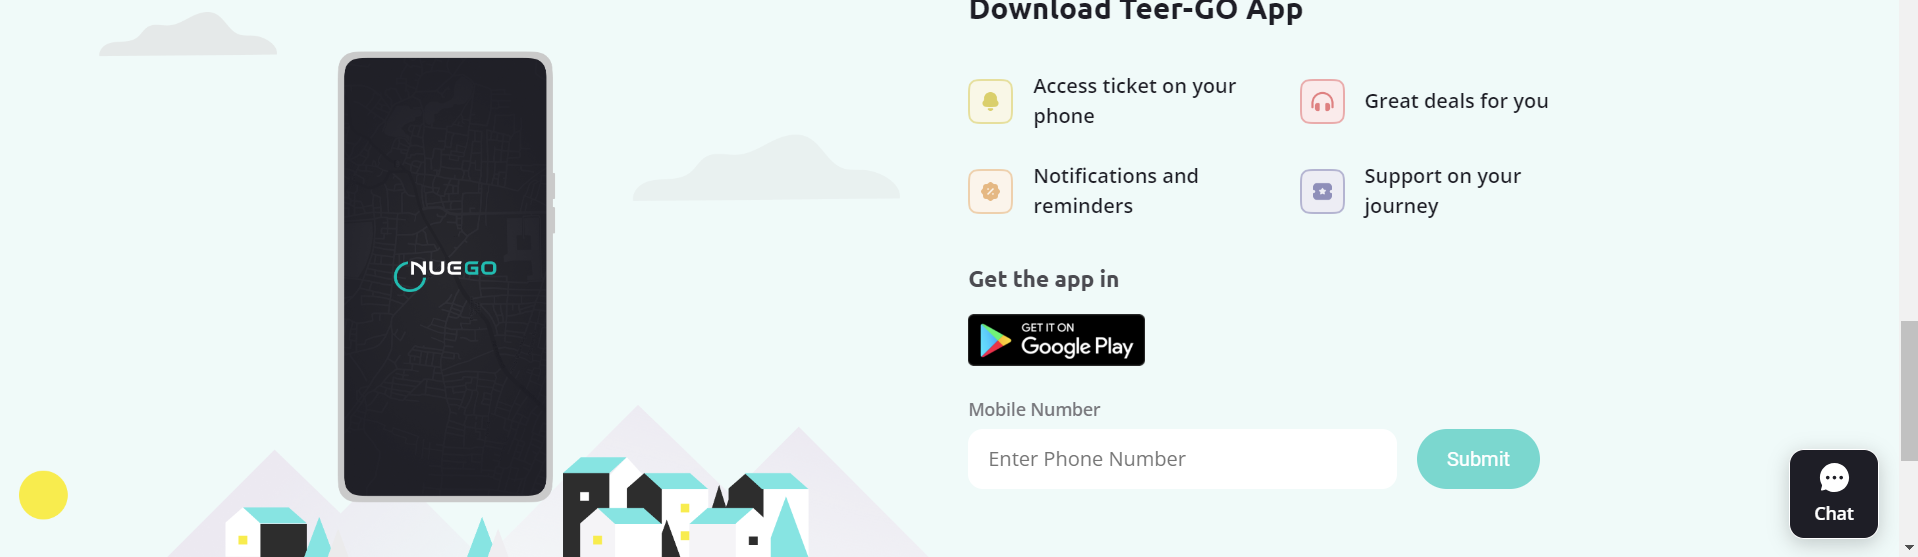 Download Teer-GO App
Access ticket on your
phone
Great deals for you
Notifications and
reminders
Support on your
journey
NUEGO
Get the app in
GET IT ON
Google Play
Mobile Number
Enter Phone Number
Submit
Chat